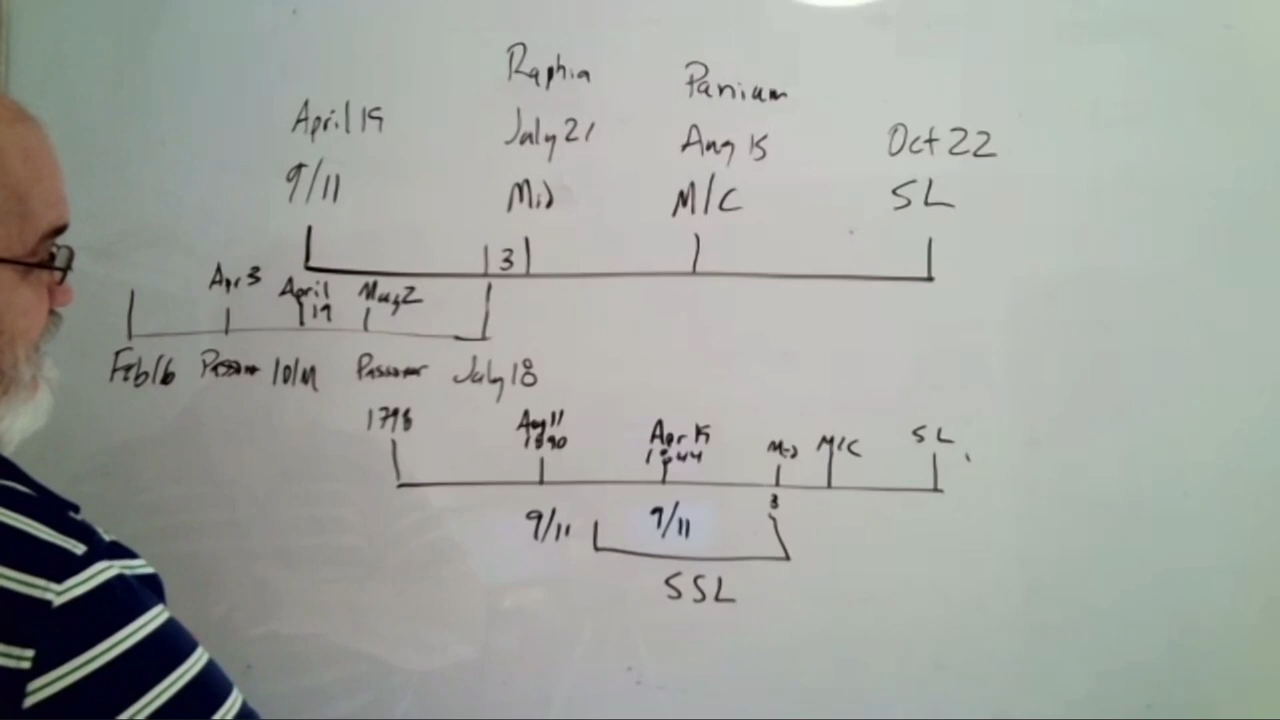 Raphia Panium
April 19 July 21 Aug 15 Oct 22
9/11 Mid M/C SL
3
Apr 3 April 19 May 2
Feb 16 Passover 10/M Passover July 18
1798 Aug 11 1840 Apr 19 1844 Mid M/C SL
9/11 9/11 3
SSL